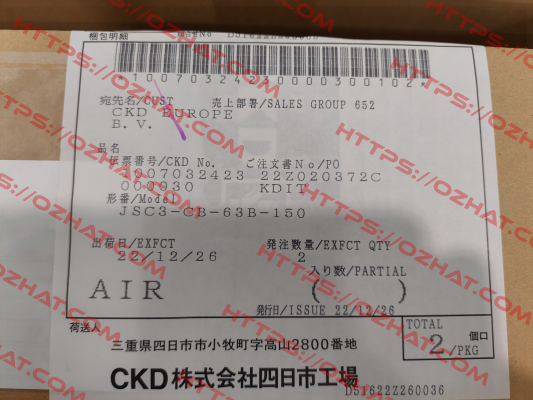 梱包明細
宛先名/CUST 売上部署/SALES GROUP 652
CKD EUROPE
B. V.
品名
伝票番号/CKD No. ご注文書No/PO
1007032423 22Z020372C
000030 KDIT
形番/Model
JSC3-CB-63B-150
出荷日/EXFCT 発注数量/EXFCT QTY
22/12/26 2
入り数/PARTIAL
AIR ( )
発行日/ISSUE 22/12/26
荷送人 TOTAL 個口
2/PKG
三重県四日市市小牧町字高山2800番地
CKD株式会社四日市工場
D51622Z260036
HTTPS://OZHAT.COM